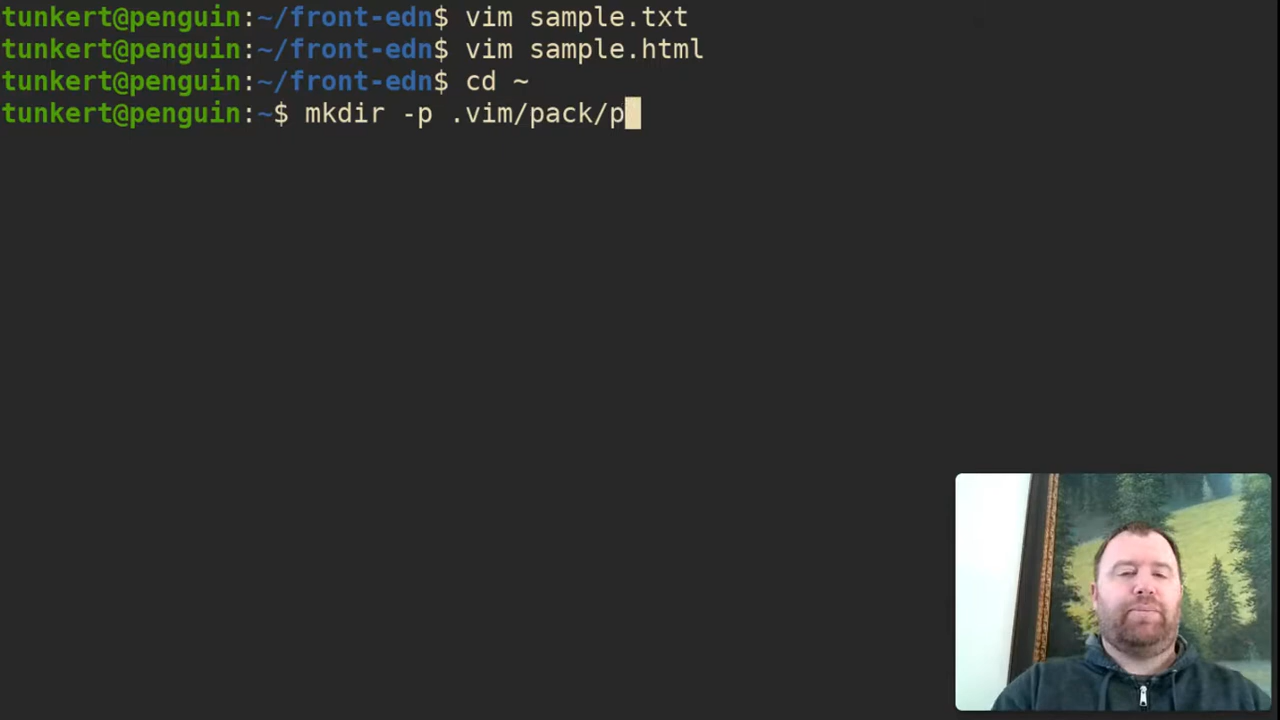 tunkert@penguin:~/front-edn$ vim sample.txt
tunkert@penguin:~/front-edn$ vim sample.html
tunkert@penguin:~/front-edn$ cd ~
tunkert@penguin:~$ mkdir -p .vim/pack/p